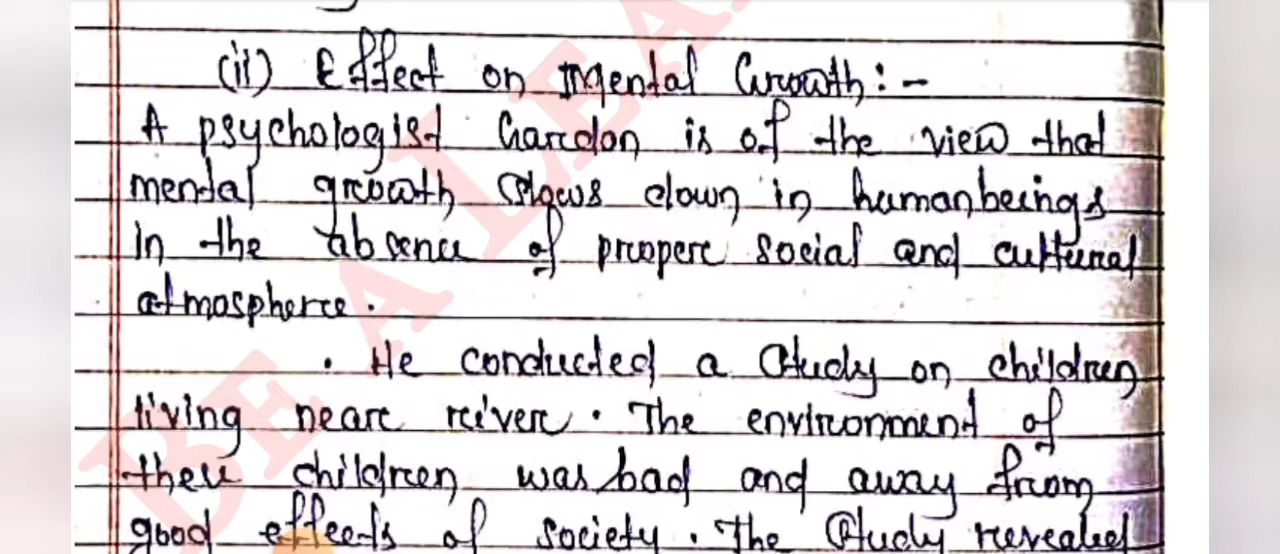 (ii) Effect on Mental Growth:-
A psychologist Gardon is of the view that
mental growth slows down in humanbeings
in the absence of proper social and cultural
atmosphere.
. He conducted a study on children
living near river. The environment of
these children was bad and away from
good effects of society. The study revealed
BE A LEA